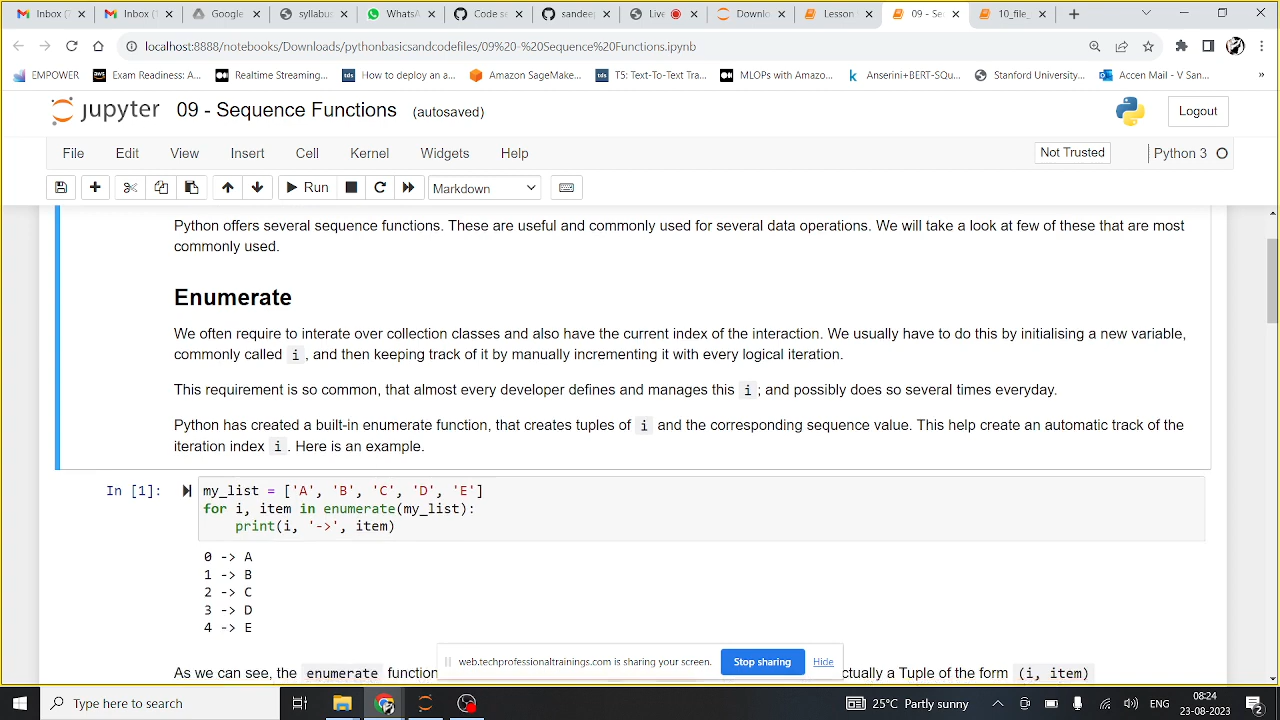 Inbox (1
Inbox (1
Google
syllabus
WhatsA
Code se
sandeep
Live
Downlo
Lesson
09 - Sec
10_file_
localhost:8888/notebooks/Downloads/pythonbasicsandcodefiles/09%20-%20Sequence%20Functions.ipynb
EMPOWER
Exam Readiness: A...
Realtime Streaming...
How to deploy an a...
Amazon SageMake...
T5: Text-To-Text Tra...
MLOPs with Amazo...
Anserini+BERT-SQu...
Stanford University...
Accen Mail - V San...
»
jupyter 09 - Sequence Functions (autosaved)
Logout
File Edit View Insert Cell Kernel Widgets Help
Not Trusted
Python 3
Run
Markdown
Python offers several sequence functions. These are useful and commonly used for several data operations. We will take a look at few of these that are most
commonly used.
Enumerate
We often require to interate over collection classes and also have the current index of the interaction. We usually have to do this by initialising a new variable,
commonly called i, and then keeping track of it by manually incrementing it with every logical iteration.
This requirement is so common, that almost every developer defines and manages this i; and possibly does so several times everyday.
Python has created a built-in enumerate function, that creates tuples of i and the corresponding sequence value. This help create an automatic track of the
iteration index i. Here is an example.
In [1]:
my_list = ['A', 'B', 'C', 'D', 'E']
for i, item in enumerate(my_list):
print(i, '->', item)
0 -> A
1 -> B
2 -> C
3 -> D
4 -> E
web.techprofessionaltrainings.com is sharing your screen.
Stop sharing
Hide
As we can see, the enumerate function
ctually a Tuple of the form (i, item)
Type here to search
25°C Partly sunny
ENG
08:24
23-08-2023
2